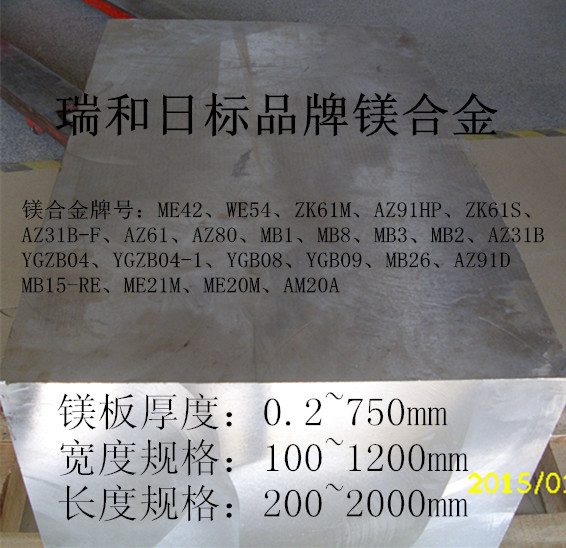 瑞和日标品牌镁合金
镁合金牌号：ME42、WE54、ZK61M、AZ91HP、ZK61S、
AZ31B-F、AZ61、AZ80、MB1、MB8、MB3、MB2、AZ31B
YGZB04、YGZB04-1、YGB08、YGB09、MB26、AZ91D
MB15-RE、ME21M、ME20M、AM20A
镁板厚度：0.2~750mm
宽度规格：100~1200mm
长度规格：200~2000mm
2015/01